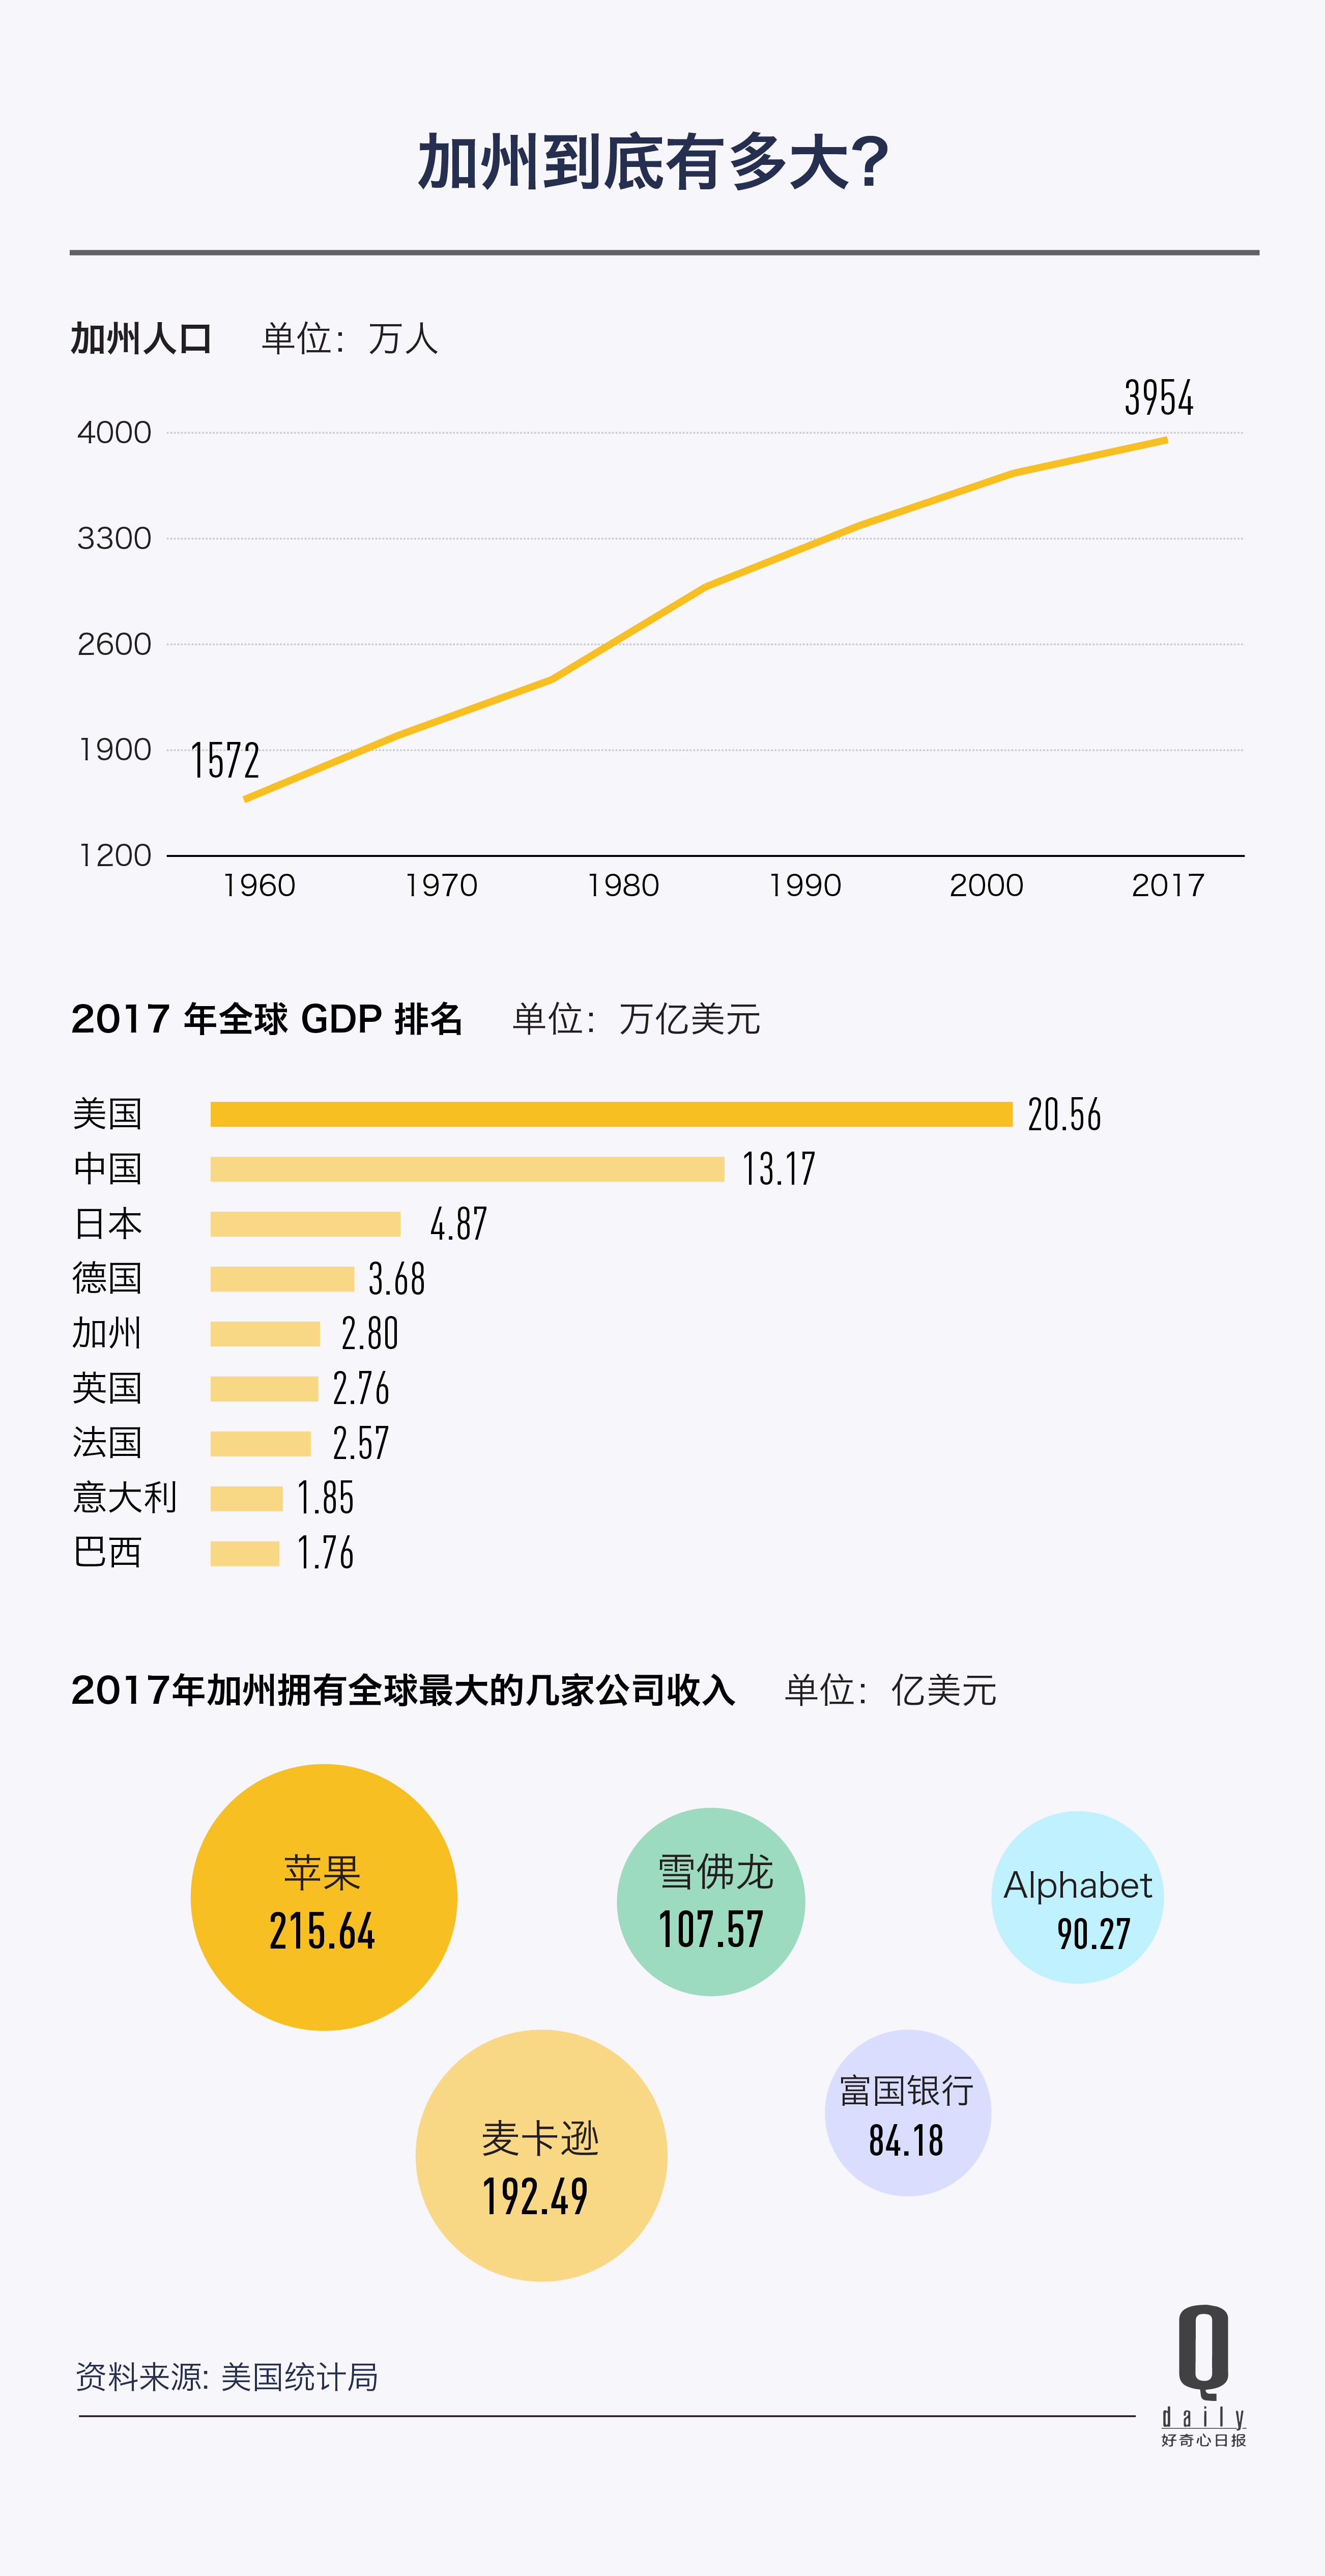 加州到底有多大?
加州人口 单位：万人
3954
4000
3300
2600
1900
1572
1200
1960 1970 1980 1990 2000 2017
2017 年全球 GDP 排名 单位：万亿美元
美国 20.56
中国 13.17
日本 4.87
德国 3.68
加州 2.80
英国 2.76
法国 2.57
意大利 1.85
巴西 1.76
2017年加州拥有全球最大的几家公司收入 单位：亿美元
苹果
215.64
雪佛龙
107.57
Alphabet
90.27
麦卡逊
192.49
富国银行
84.18
资料来源: 美国统计局
Q
daily
好奇心日报